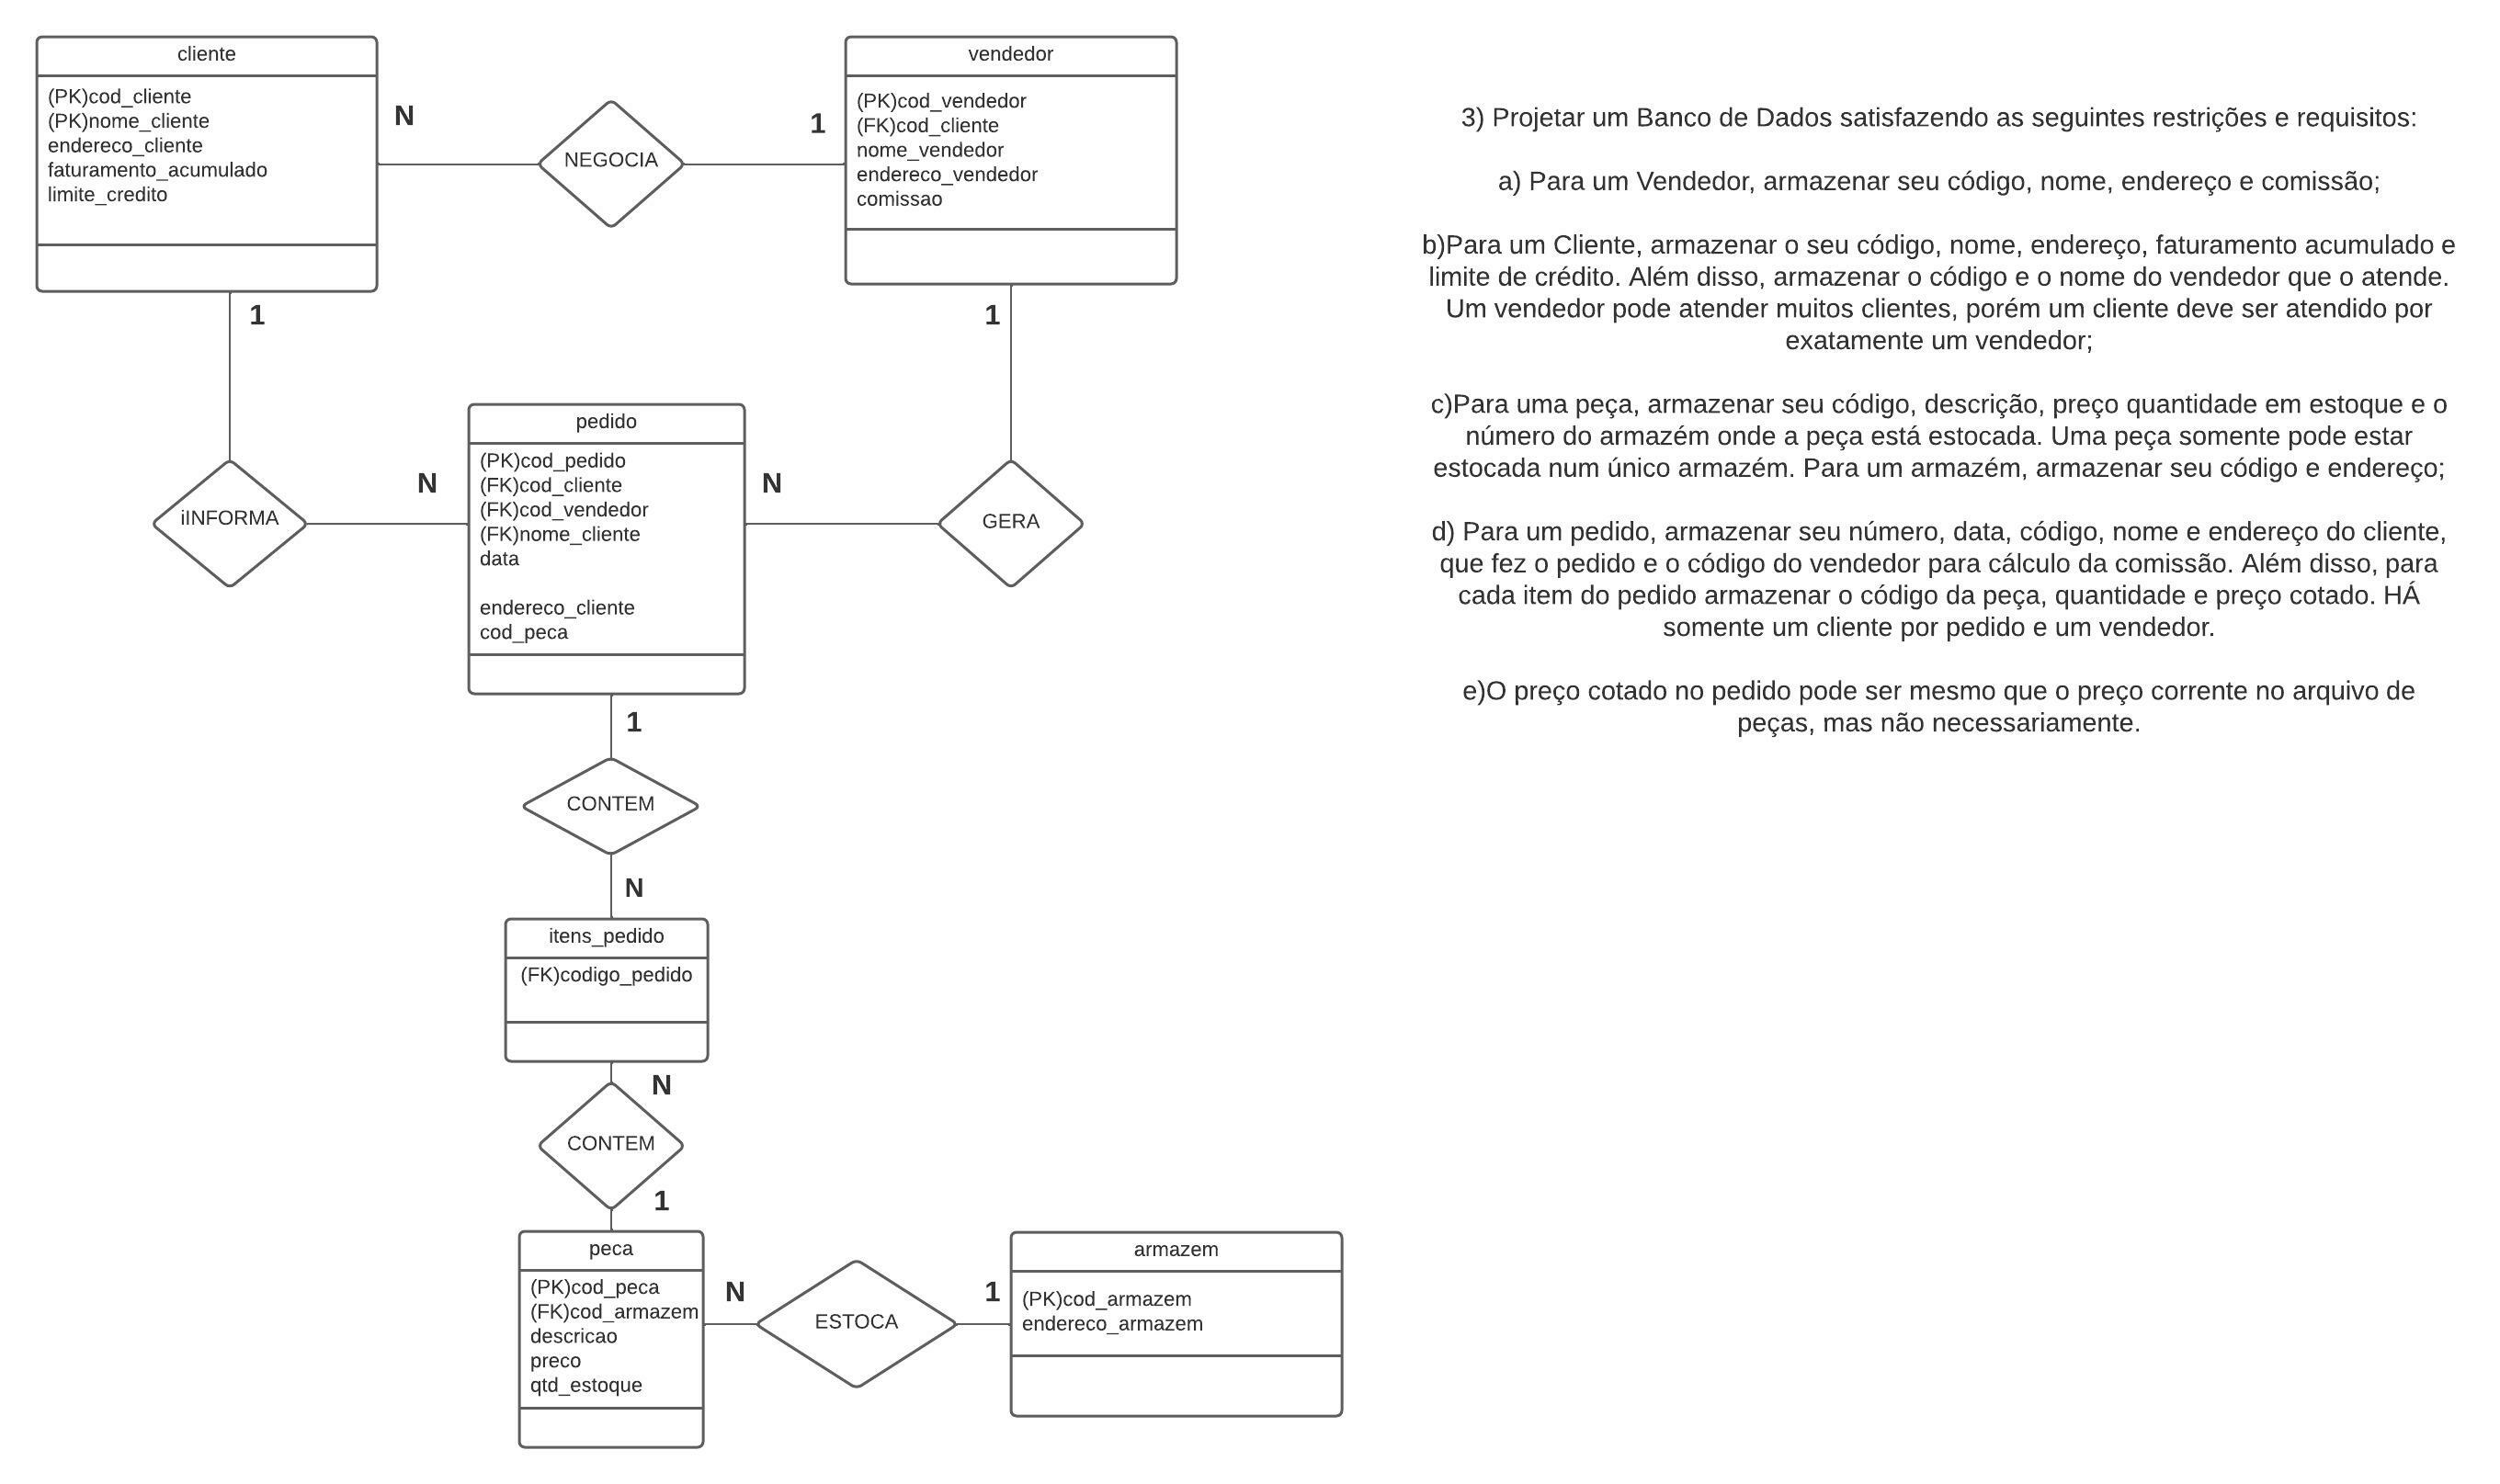 cliente
(PK)cod_cliente
(PK)nome_cliente
endereco_cliente
faturamento_acumulado
limite_credito
N
NEGOCIA
1
vendedor
(PK)cod_vendedor
(FK)cod_cliente
nome_vendedor
endereco_vendedor
comissao
1
1
iINFORMA
N
pedido
(PK)cod_pedido
(FK)cod_cliente
(FK)cod_vendedor
(FK)nome_cliente
data
endereco_cliente
cod_peca
N
GERA
1
CONTEM
N
itens_pedido
(FK)codigo_pedido
N
CONTEM
1
peca
(PK)cod_peca
(FK)cod_armazem
descricao
preco
qtd_estoque
N
ESTOCA
1
armazem
(PK)cod_armazem
endereco_armazem
3) Projetar um Banco de Dados satisfazendo as seguintes restrições e requisitos:
a) Para um Vendedor, armazenar seu código, nome, endereço e comissão;
b)Para um Cliente, armazenar o seu código, nome, endereço, faturamento acumulado e
limite de crédito. Além disso, armazenar o código e o nome do vendedor que o atende.
Um vendedor pode atender muitos clientes, porém um cliente deve ser atendido por
exatamente um vendedor;
c)Para uma peça, armazenar seu código, descrição, preço quantidade em estoque e o
número do armazém onde a peça está estocada. Uma peça somente pode estar
estocada num único armazém. Para um armazém, armazenar seu código e endereço;
d) Para um pedido, armazenar seu número, data, código, nome e endereço do cliente,
que fez o pedido e o código do vendedor para cálculo da comissão. Além disso, para
cada item do pedido armazenar o código da peça, quantidade e preço cotado. HÁ
somente um cliente por pedido e um vendedor.
e)O preço cotado no pedido pode ser mesmo que o preço corrente no arquivo de
peças, mas não necessariamente.